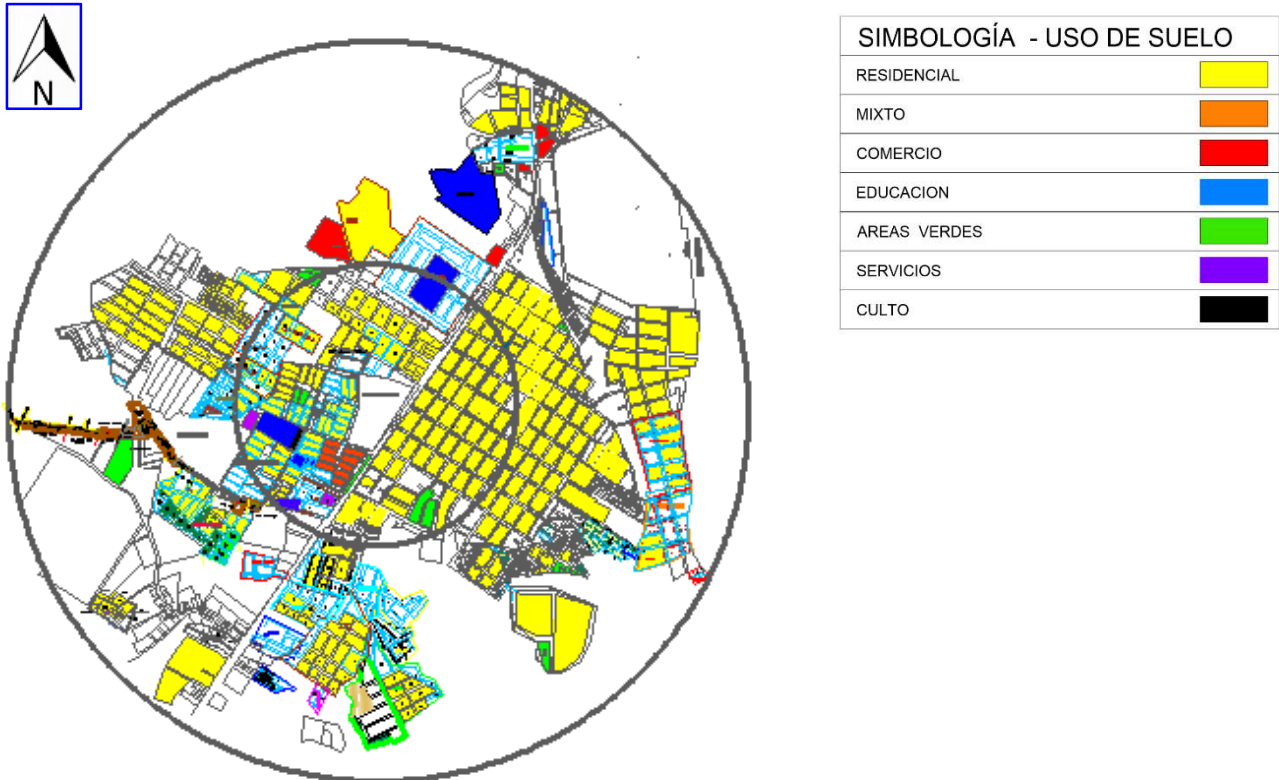 N
SIMBOLOGÍA - USO DE SUELO
RESIDENCIAL
MIXTO
COMERCIO
EDUCACION
AREAS VERDES
SERVICIOS
CULTO